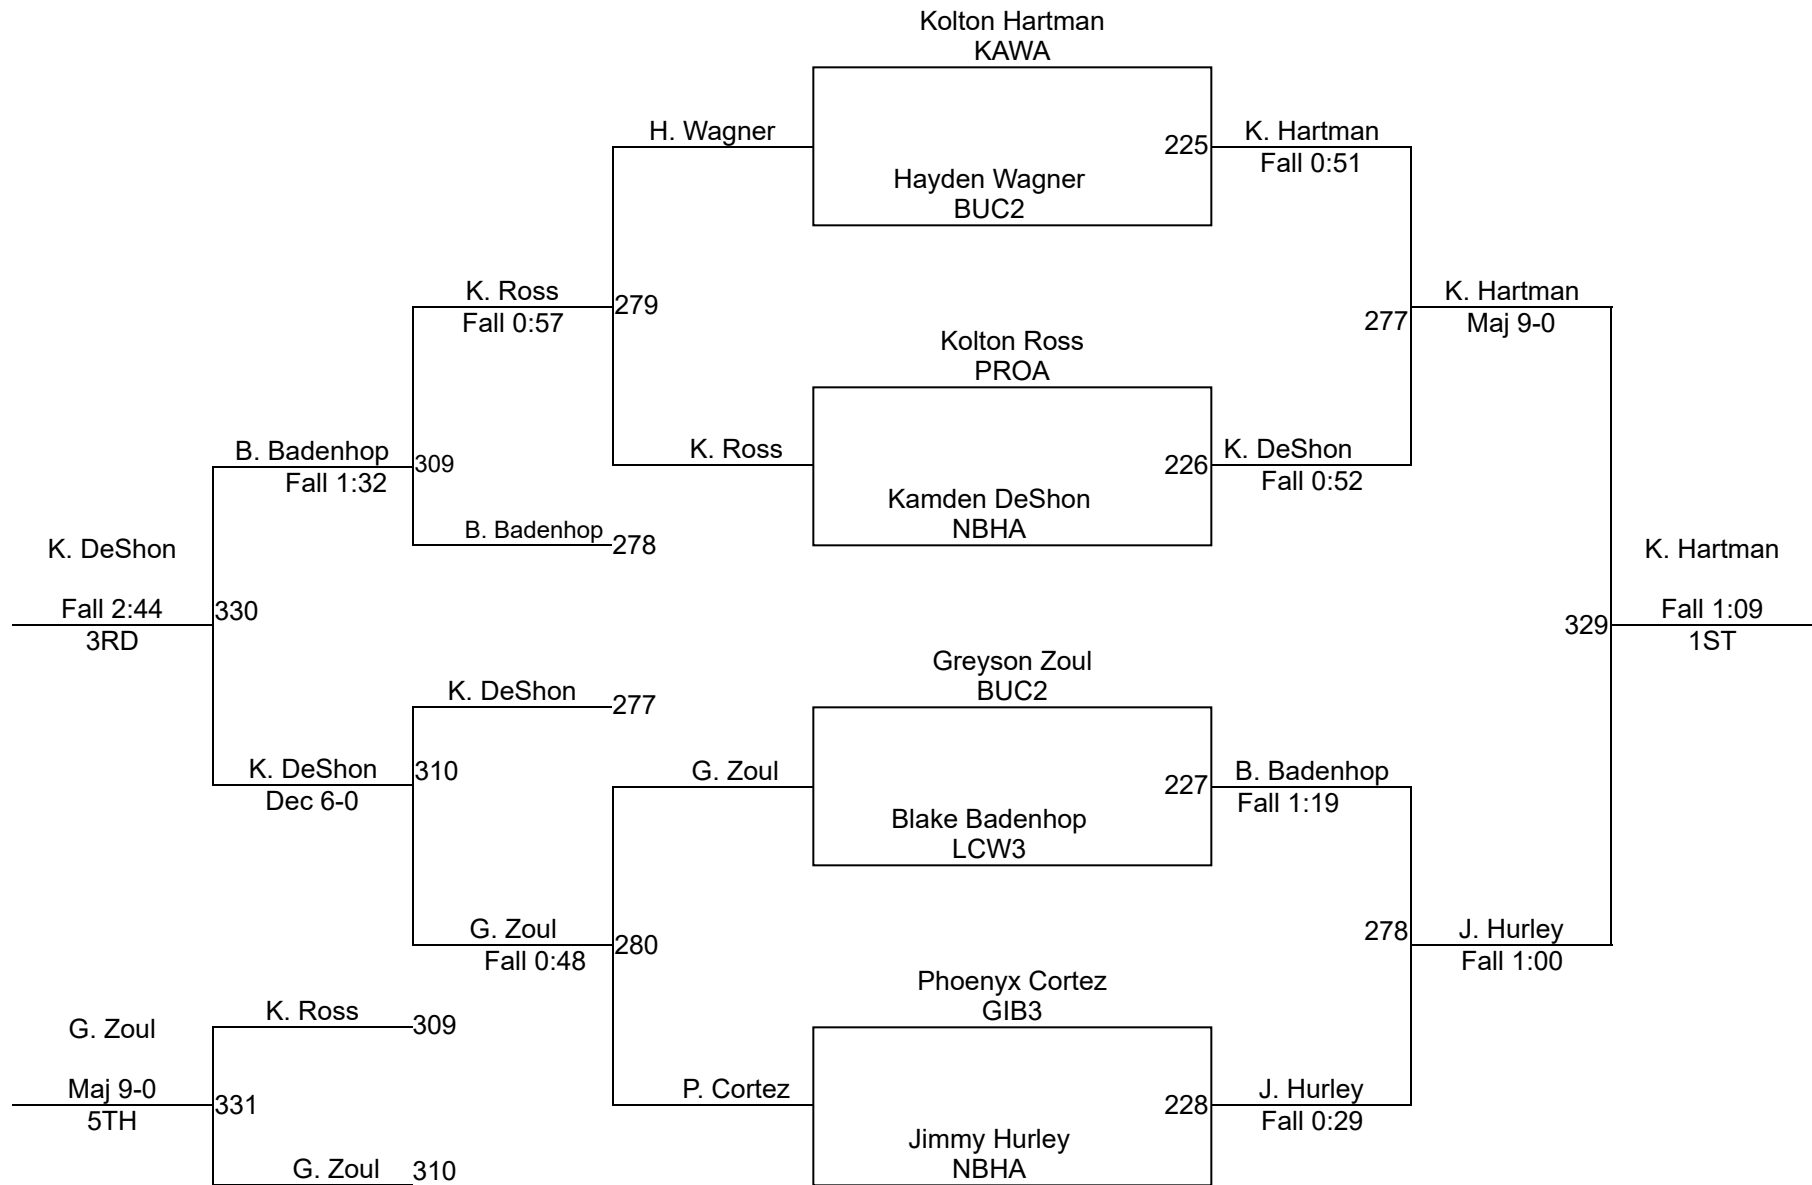 Kolton Hartman
KAWA
H. Wagner
225
K. Hartman
Fall 0:51
Hayden Wagner
BUC2
K. Ross
Fall 0:57
279
K. Hartman
Maj 9-0
277
Kolton Ross
PROA
B. Badenhop
Fall 1:32
309
K. Ross
226
K. DeShon
Fall 0:52
Kamden DeShon
NBHA
B. Badenhop
278
K. DeShon
Fall 2:44
3RD
330
K. Hartman
Fall 1:09
1ST
329
Greyson Zoul
BUC2
K. DeShon
277
K. DeShon
Dec 6-0
310
G. Zoul
227
B. Badenhop
Fall 1:19
Blake Badenhop
LCW3
G. Zoul
Fall 0:48
280
278
J. Hurley
Fall 1:00
Phoenyx Cortez
GIB3
K. Ross
309
G. Zoul
Maj 9-0
5TH
331
P. Cortez
228
J. Hurley
Fall 0:29
Jimmy Hurley
NBHA
G. Zoul
310